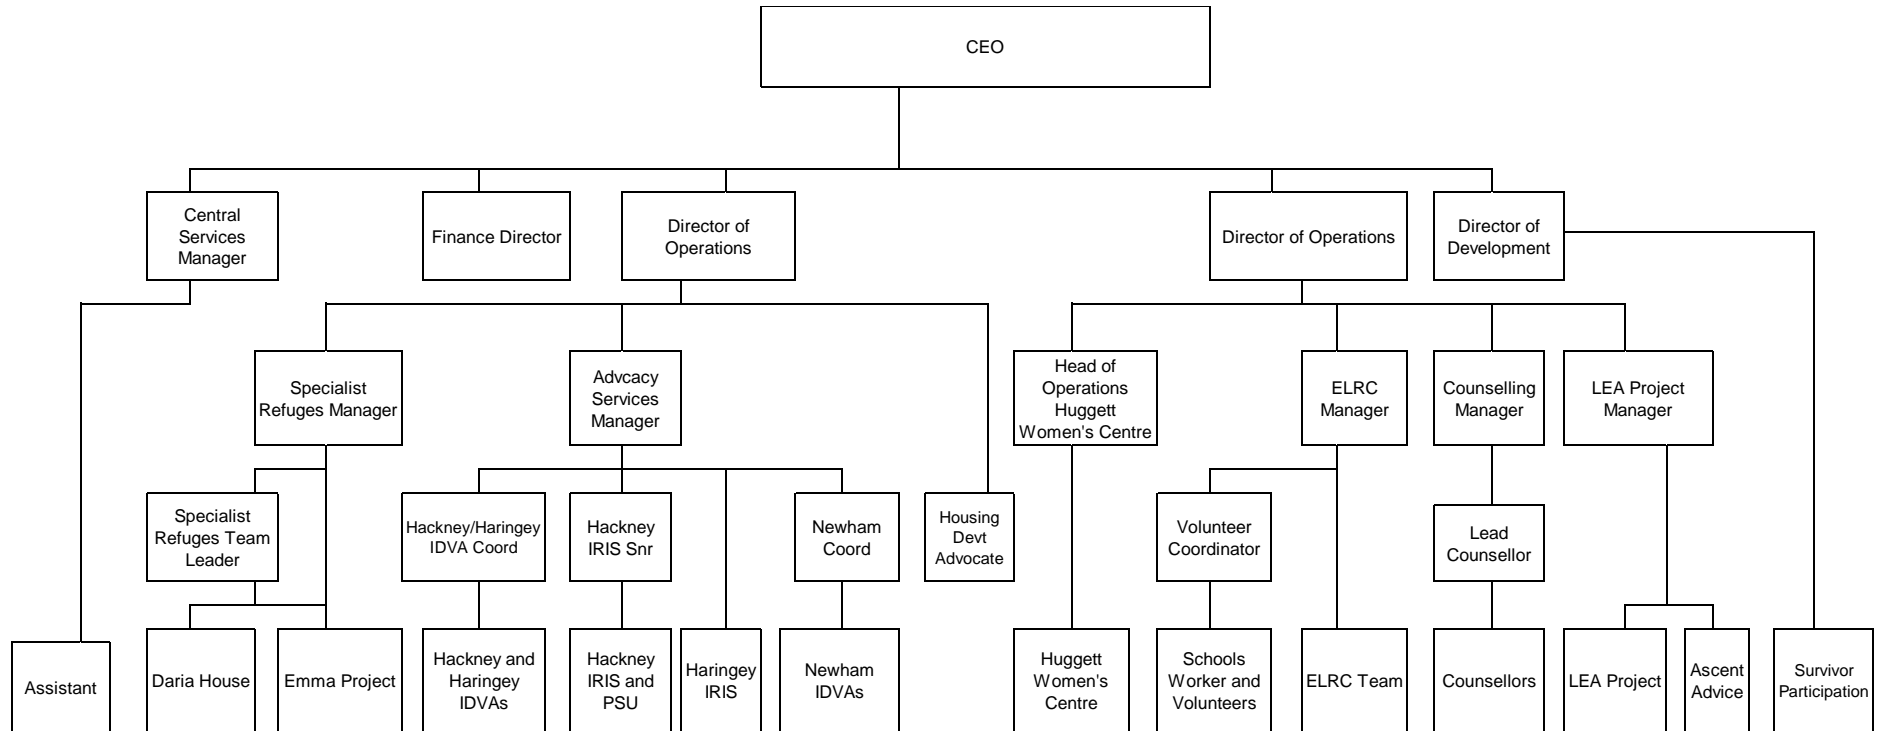 CEO
Central
Services
Manager
Finance Director
Director of
Operations
Director of Operations
Director of
Development
Specialist
Refuges Manager
Advcacy
Services
Manager
Head of
Operations
Huggett
Women's Centre
ELRC
Manager
Counselling
Manager
LEA Project
Manager
Specialist
Refuges Team
Leader
Hackney/Haringey
IDVA Coord
Hackney
IRIS Snr
Newham
Coord
Housing
Devt
Advocate
Volunteer
Coordinator
Lead
Counsellor
Assistant
Daria House
Emma Project
Hackney and
Haringey
IDVAs
Hackney
IRIS and
PSU
Haringey
IRIS
Newham
IDVAs
Huggett
Women's
Centre
Schools
Worker and
Volunteers
ELRC Team
Counsellors
LEA Project
Ascent
Advice
Survivor
Participation